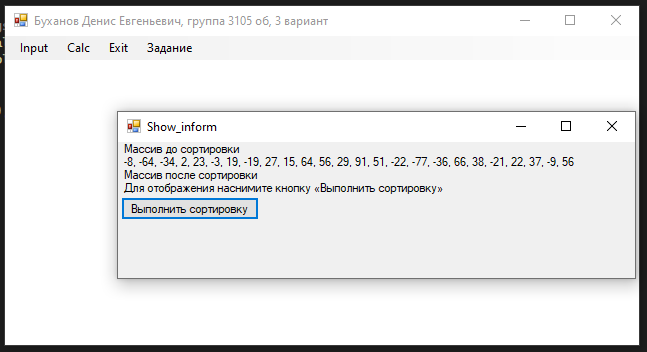 Буханов Денис Евгеньевич, группа 3105 об, 3 вариант
Input Calc Exit Задание
Show_inform
Массив до сортировки
-8, -64, -34, 2, 23, -3, 19, -19, 27, 15, 64, 56, 29, 91, 51, -22, -77, -36, 66, 38, -21, 22, 37, -9, 56
Массив после сортировки
Для отображения наснимите кнопку «Выполнить сортировку»
Выполнить сортировку